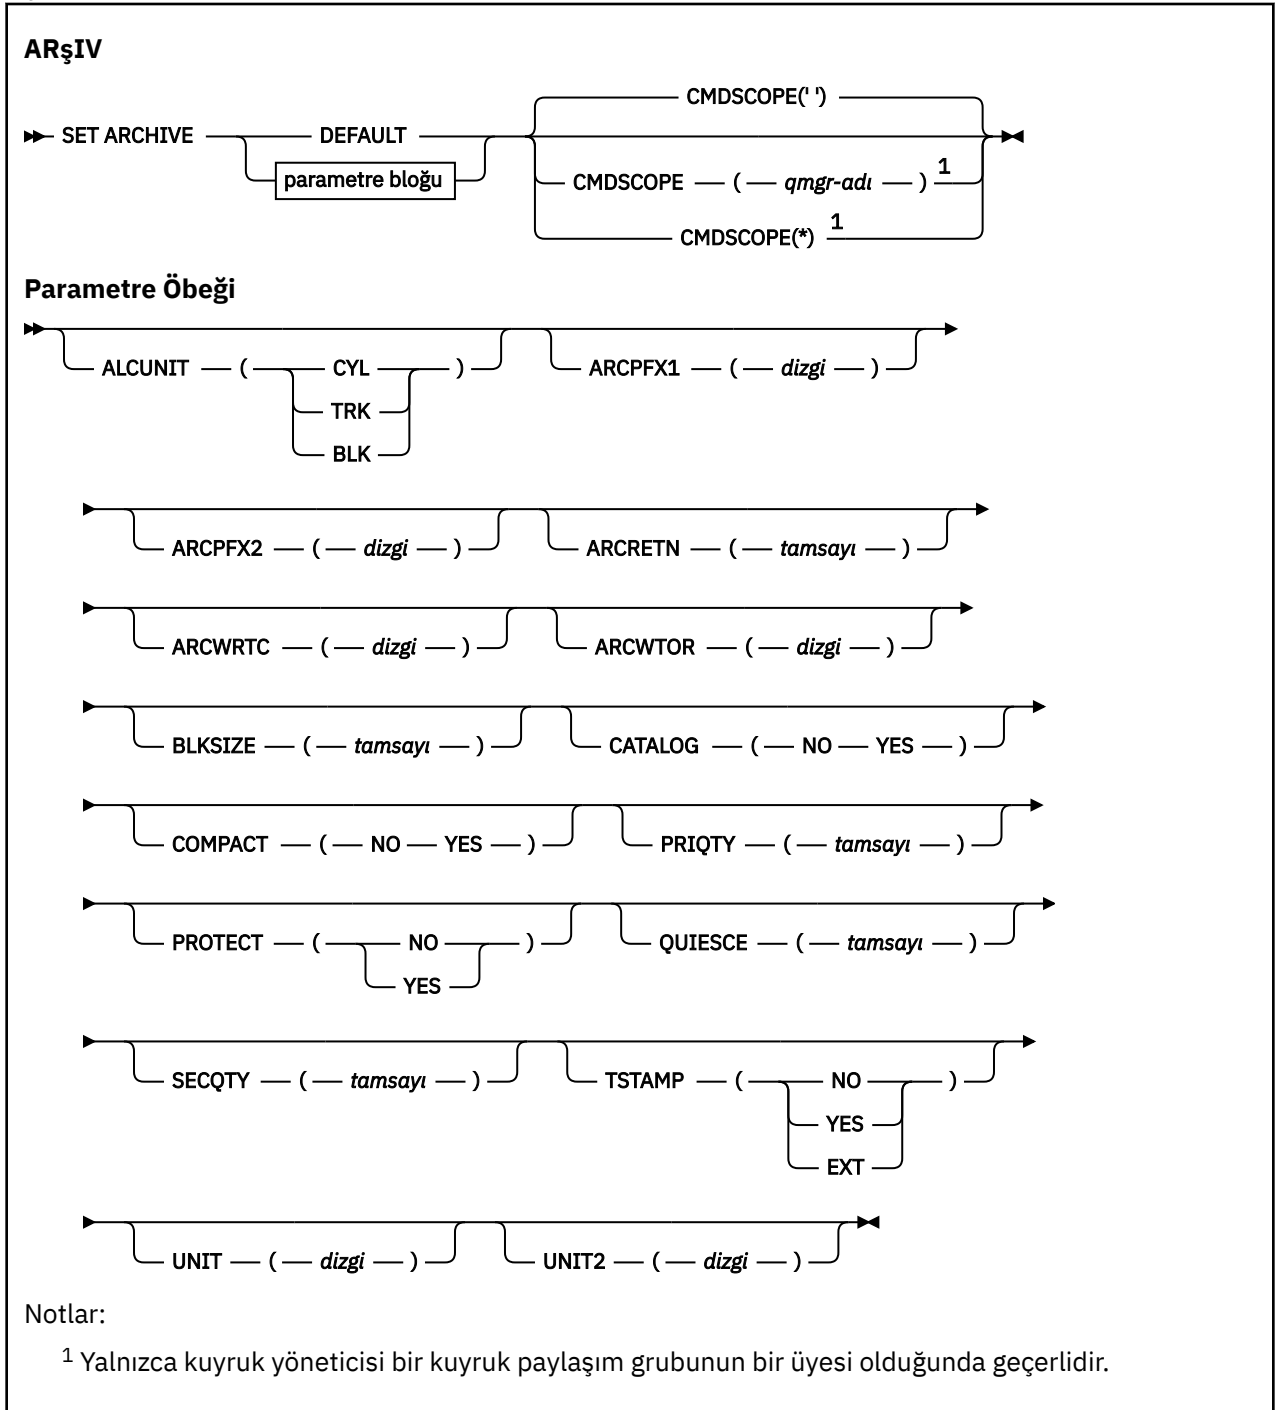 ARşIV
CMDSCOPE(' ')
SET ARCHIVE DEFAULT
parametre bloğu
CMDSCOPE ( qmgr-adı ) 1
CMDSCOPE(*) 1
Parametre Öbeği
ALCUNIT ( CYL ) ARCPFX1 ( dizgi )
TRK
BLK
ARCPFX2 ( dizgi ) ARCRETN ( tamsayı )
ARCWRTC ( dizgi ) ARCWTOR ( dizgi )
BLKSIZE ( tamsayı ) CATALOG ( NO YES )
COMPACT ( NO YES ) PRIQTY ( tamsayı )
PROTECT ( NO ) QUIESCE ( tamsayı )
YES
SECQTY ( tamsayı ) TSTAMP ( NO )
YES
EXT
UNIT ( dizgi ) UNIT2 ( dizgi )
Notlar:
1 Yalnızca kuyruk yöneticisi bir kuyruk paylaşım grubunun bir üyesi olduğunda geçerlidir.